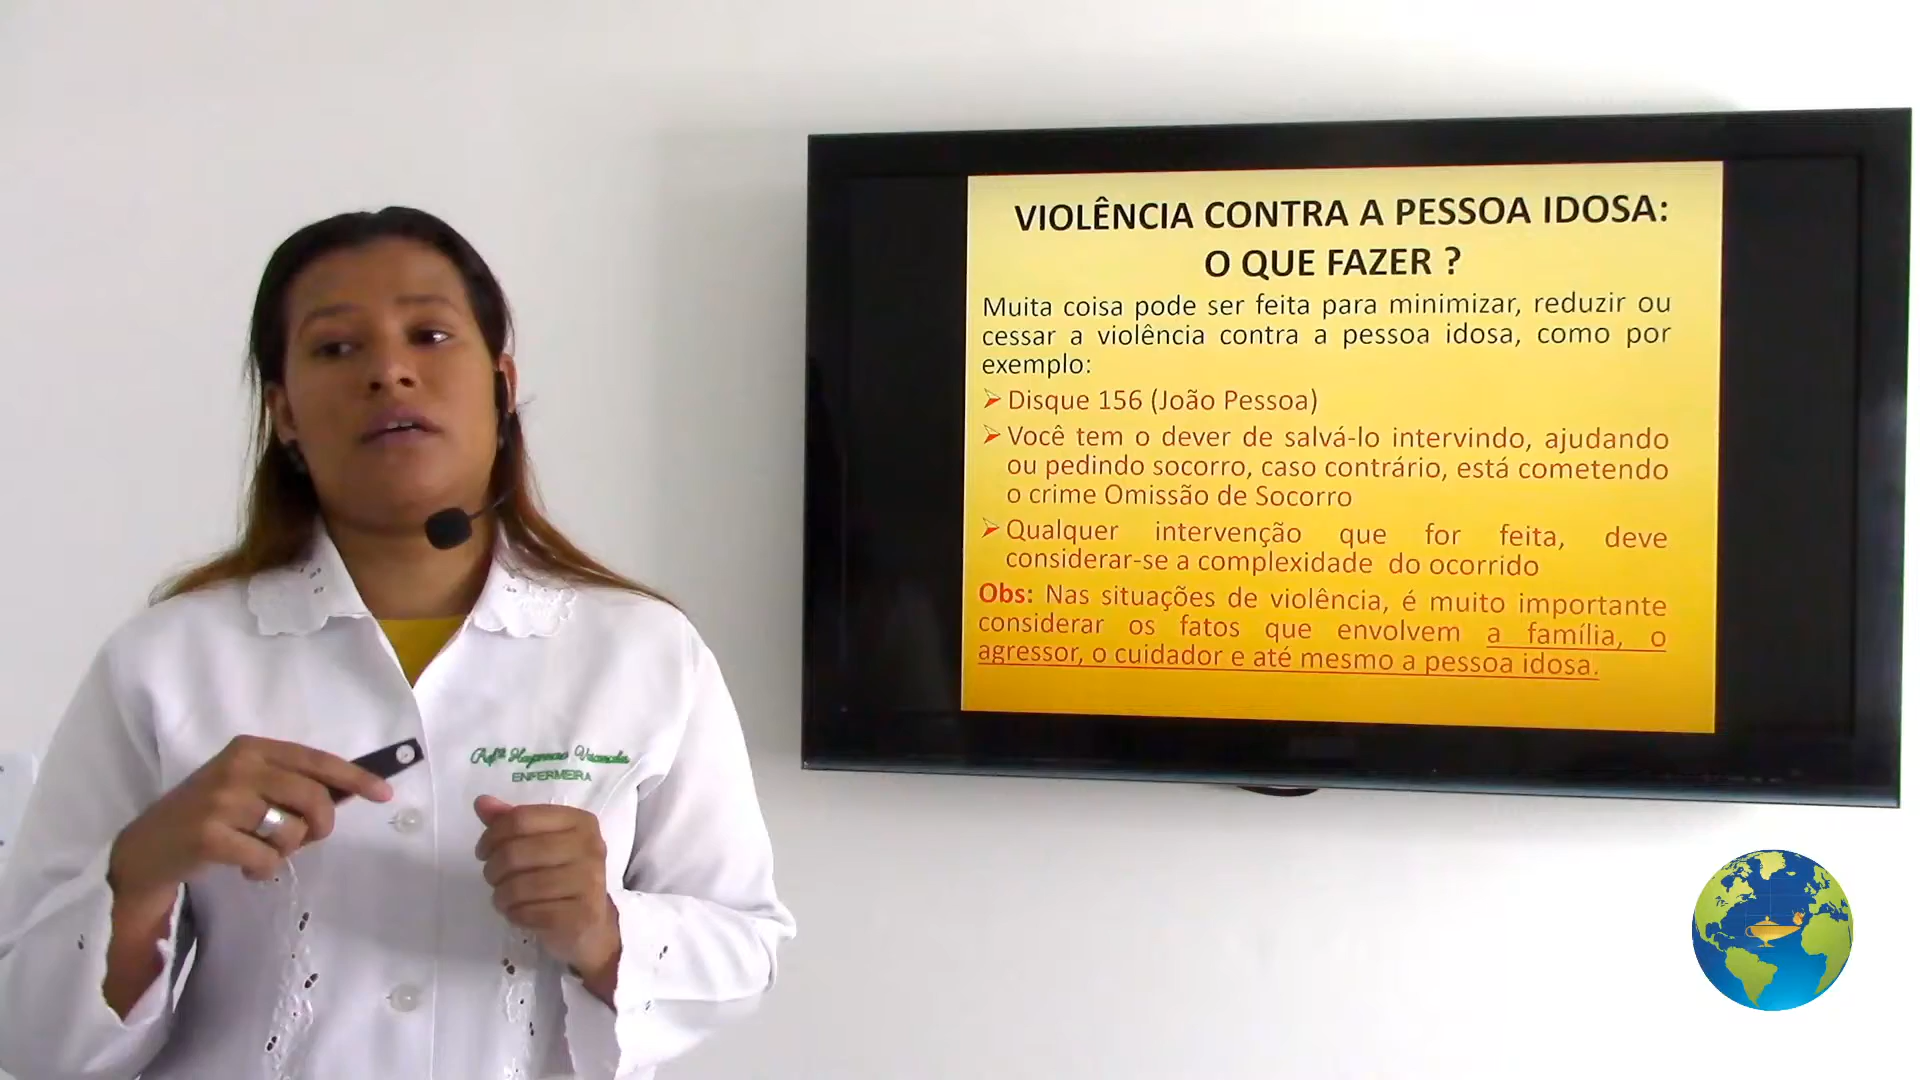 VIOLÊNCIA CONTRA A PESSOA IDOSA:
O QUE FAZER ?
Muita coisa pode ser feita para minimizar, reduzir ou
cessar a violência contra a pessoa idosa, como por
exemplo:
Disque 156 (João Pessoa)
Você tem o dever de salvá-lo intervindo, ajudando
ou pedindo socorro, caso contrário, está cometendo
o crime Omissão de Socorro
Qualquer intervenção que for feita, deve
considerar-se a complexidade do ocorrido
Obs: Nas situações de violência, é muito importante
considerar os fatos que envolvem a família, o
agressor, o cuidador e até mesmo a pessoa idosa.
Profª
ENFERMEIRA